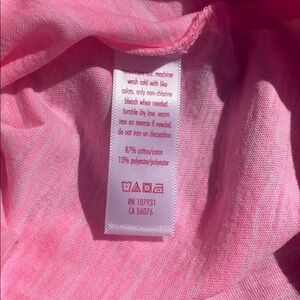 machine
wash cold with like
colors. only non-chlorine
bleach when needed.
tumble dry low. warm
iron on reverse if needed.
do not iron on decoration.
87% cotton/coton
13% polyester/polyester
RN 107931
CA 56076